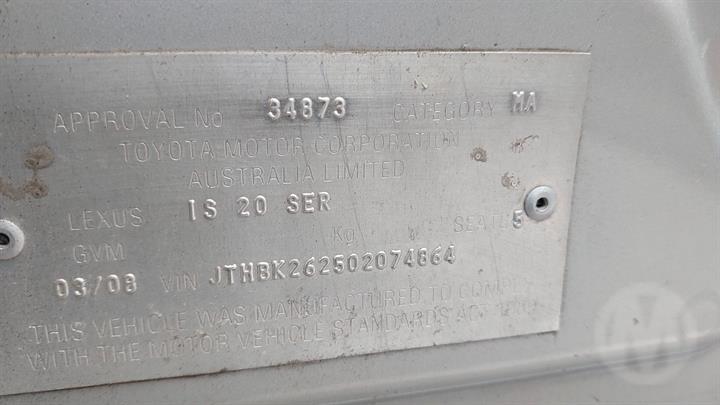 APPROVAL No 34873 CATEGORY MA
TOYOTA MOTOR CORPORATION
AUSTRALIA LIMITED
LEXUS IS 20 SER
GVM Kg SEATS 5
03/08 VIN JTHBK262502074864
THIS VEHICLE WAS MANUFACTURED TO COMPLY
WITH THE MOTOR VEHICLE STANDARDS ACT
M